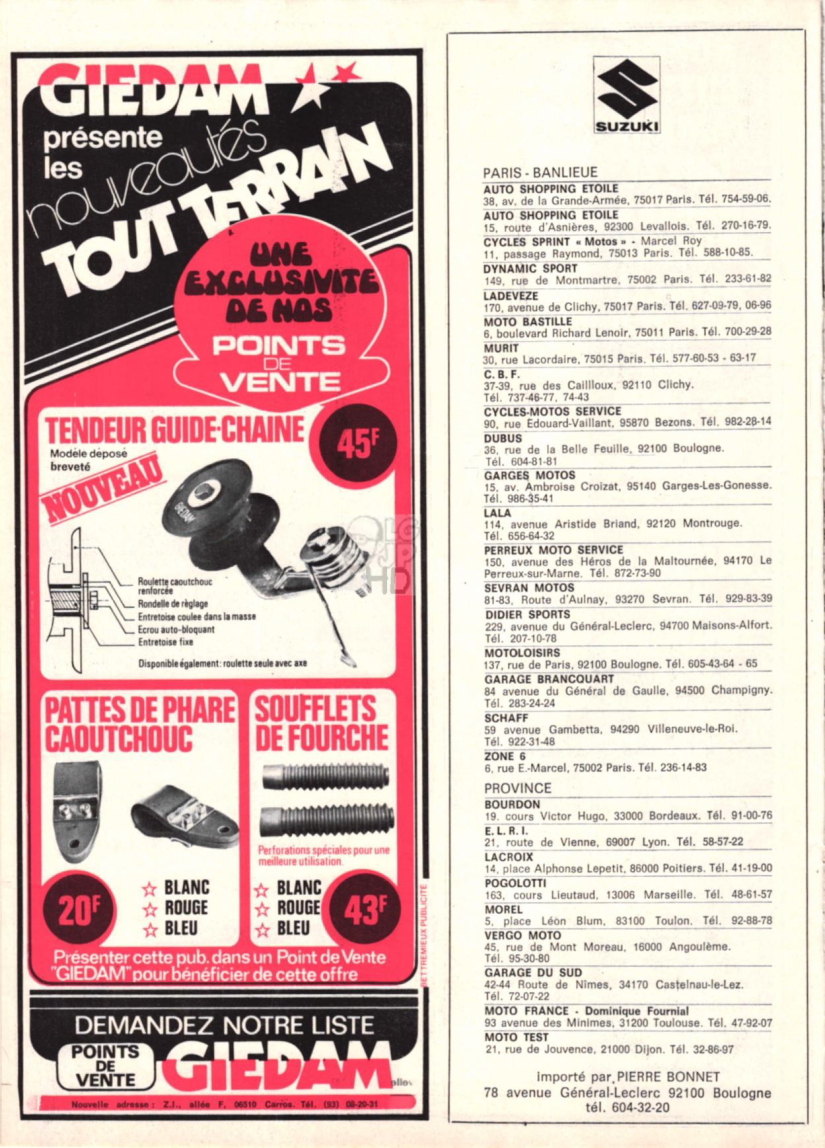 GIEDAM
présente
les
nouveautés
TOUT TERRAIN
UNE
EXCLUSIVITE
DE NOS
POINTS
DE
VENTE
TENDEUR GUIDE-CHAINE
45F
Modèle déposé
breveté
NOUVEAU
GIEDAM
Roulette caoutchouc
renforcée
Rondelle de règlage
Entretoise coulee dans la masse
Ecrou auto-bloquant
Entretoise fixe
Disponible également: roulette seule avec axe
PATTES DE PHARE
CAOUTCHOUC
20F
☆ BLANC
☆ ROUGE
☆ BLEU
SOUFFLETS
DE FOURCHE
Perforations spéciales pour une
meilleure utilisation.
☆ BLANC
☆ ROUGE
☆ BLEU
43F
Présenter cette pub. dans un Point de Vente
"GIEDAM" pour bénéficier de cette offre
BETTREMIEUX PUBLICITE
DEMANDEZ NOTRE LISTE
POINTS
DE
VENTE
GIEDAM
Nouvelle adresse : Z.I., allée F, 06510 Carros. Tél. (93) 08-20-31
LG
JP
HD
SUZUKI
PARIS - BANLIEUE
AUTO SHOPPING ETOILE
38, av. de la Grande-Armée, 75017 Paris. Tél. 754-59-06.
AUTO SHOPPING ETOILE
15, route d'Asnières, 92300 Levallois. Tél. 270-16-79.
CYCLES SPRINT « Motos » - Marcel Roy
11, passage Raymond, 75013 Paris. Tél. 588-10-85.
DYNAMIC SPORT
149, rue de Montmartre, 75002 Paris. Tél. 233-61-82
LADEVEZE
170, avenue de Clichy, 75017 Paris. Tél. 627-09-79, 06-96
MOTO BASTILLE
6, boulevard Richard Lenoir, 75011 Paris. Tél. 700-29-28
MURIT
30, rue Lacordaire, 75015 Paris. Tél. 577-60-53 - 63-17
C. B. F.
37-39, rue des Cailloux, 92110 Clichy.
Tél. 737-46-77, 74-43
CYCLES-MOTOS SERVICE
90, rue Édouard-Vaillant, 95870 Bezons. Tél. 982-28-14
DUBUS
36, rue de la Belle Feuille, 92100 Boulogne.
Tél. 604-81-81
GARGES MOTOS
15, av. Ambroise Croizat, 95140 Garges-Les-Gonesse.
Tél. 986-35-41
LALA
114, avenue Aristide Briand, 92120 Montrouge.
Tél. 656-64-32
PERREUX MOTO SERVICE
150, avenue des Héros de la Maltournée, 94170 Le
Perreux-sur-Marne. Tél. 872-73-90
SEVRAN MOTOS
81-83, Route d'Aulnay, 93270 Sevran. Tél. 929-83-39
DIDIER SPORTS
229, avenue du Général-Leclerc, 94700 Maisons-Alfort.
Tél. 207-10-78
MOTOLOISIRS
137, rue de Paris, 92100 Boulogne. Tél. 605-43-64 - 65
GARAGE BRANCQUART
84 avenue du Général de Gaulle, 94500 Champigny.
Tél. 283-24-24
SCHAFF
59 avenue Gambetta, 94290 Villeneuve-le-Roi.
Tél. 922-31-48
ZONE 6
6, rue E.-Marcel, 75002 Paris. Tél. 236-14-83
PROVINCE
BOURDON
19. cours Victor Hugo, 33000 Bordeaux. Tél. 91-00-76
E. L. R. I.
21, route de Vienne, 69007 Lyon. Tél. 58-57-22
LACROIX
14, place Alphonse Lepetit, 86000 Poitiers. Tél. 41-19-00
POGOLOTTI
163, cours Lieutaud, 13006 Marseille. Tél. 48-61-57
MOREL
5, place Léon Blum, 83100 Toulon. Tél. 92-88-78
VERGO MOTO
45, rue de Mont Moreau, 16000 Angoulême.
Tél. 95-30-80
GARAGE DU SUD
42-44 Route de Nîmes, 34170 Castelnau-le-Lez.
Tél. 72-07-22
MOTO FRANCE - Dominique Fournial
93 avenue des Minimes, 31200 Toulouse. Tél. 47-92-07
MOTO TEST
21, rue de Jouvence, 21000 Dijon. Tél. 32-86-97
Importé par PIERRE BONNET
78 avenue Général-Leclerc 92100 Boulogne
tél. 604-32-20